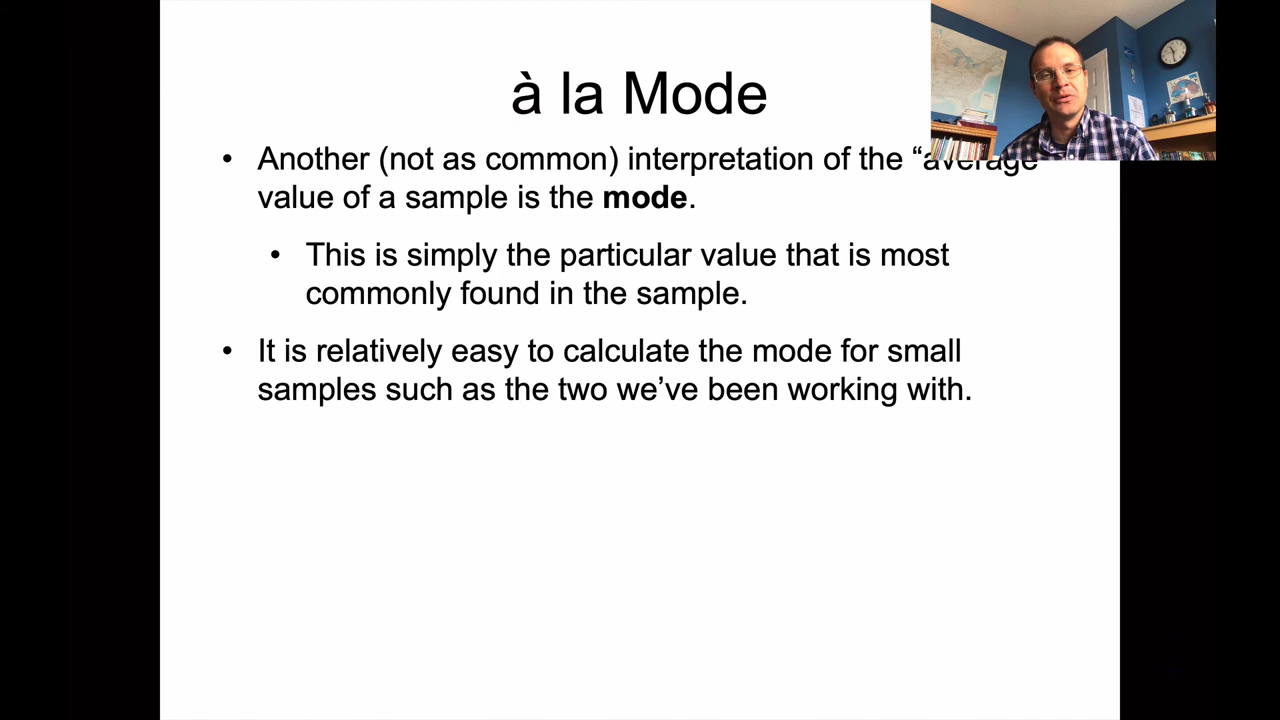 à la Mode
• Another (not as common) interpretation of the “average
value of a sample is the mode.
• This is simply the particular value that is most
commonly found in the sample.
• It is relatively easy to calculate the mode for small
samples such as the two we’ve been working with.